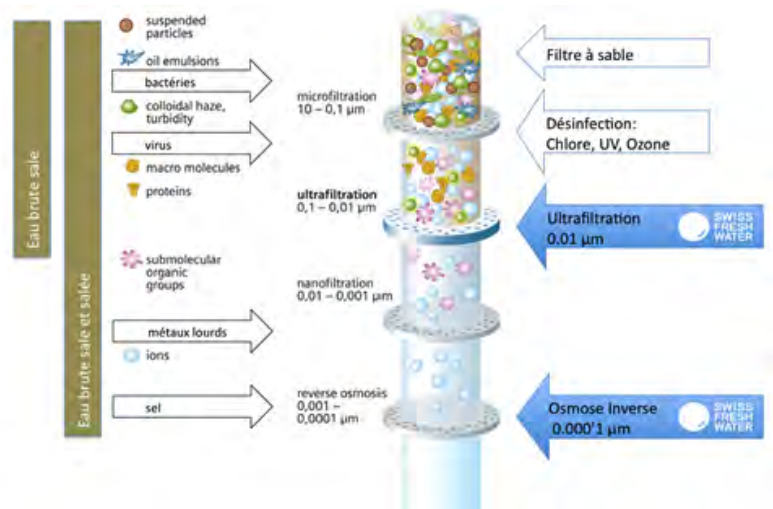 Eau brute sale
Eau brute sale et salée
suspended
particles
oil emulsions
bactéries
colloidal haze,
turbidity
virus
macro molecules
proteins
submolecular
organic
groups
métaux lourds
ions
sel
microfiltration
10 – 0,1 µm
ultrafiltration
0,1 – 0,01 µm
nanofiltration
0,01 – 0,001 µm
reverse osmosis
0,001 –
0,0001 µm
Filtre à sable
Désinfection:
Chlore, UV, Ozone
Ultrafiltration
0.01 µm
SWISS
FRESH
WATER
Osmose Inverse
0.000'1 µm
SWISS
FRESH
WATER